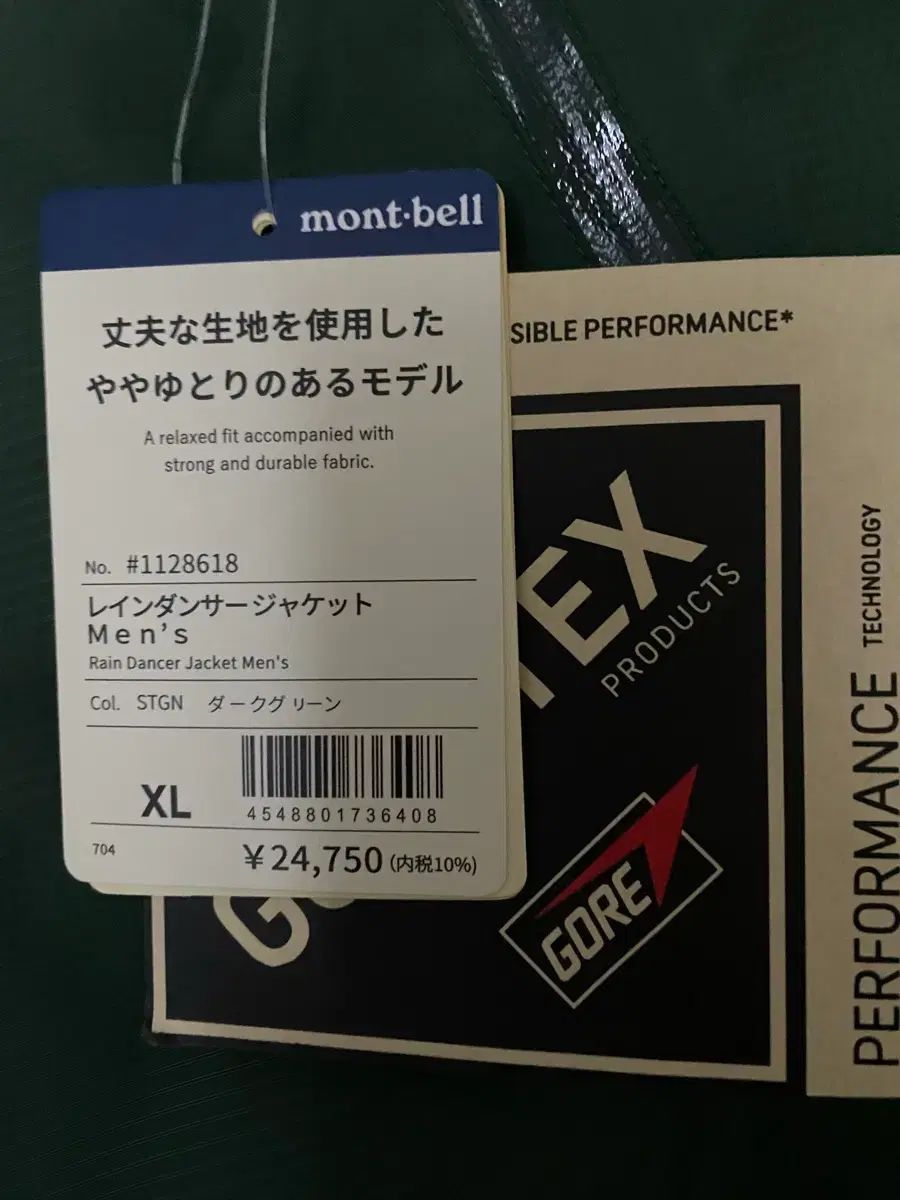 mont·bell
丈夫な生地を使用した
ややゆとりのあるモデル
A relaxed fit accompanied with
strong and durable fabric.
No. #1128618
レインダンサージャケット
Men's
Rain Dancer Jacket Men's
Col. STGN ダークグリーン
XL
4548801736408
704
¥24,750 (内税10%)
PERFORMANCE*
TEX
PRODUCTS
GORE
PERFORMANCE TECHNOLOGY